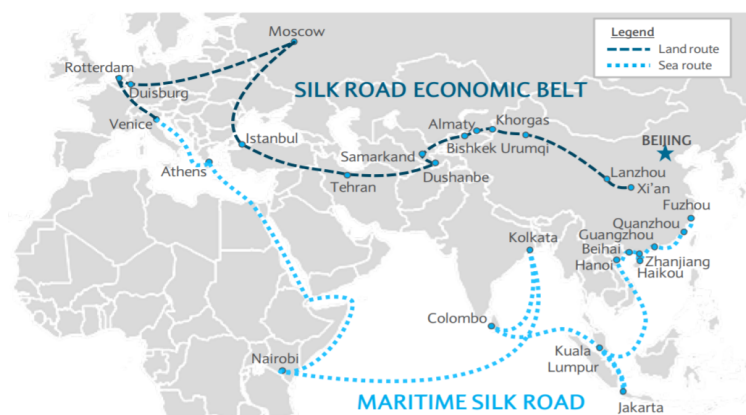 Moscow
Legend
Land route
Sea route
Rotterdam
Duisburg
SILK ROAD ECONOMIC BELT
Venice
Istanbul
Almaty
Khorgas
Bishkek Urumqi
BEIJING
Samarkand
Athens
Tehran
Dushanbe
Lanzhou
Xi'an
Fuzhou
Quanzhou
Guangzhou
Kolkata
Beihai
Hanoi
Zhanjiang
Haikou
Colombo
Nairobi
Kuala
Lumpur
Jakarta
MARITIME SILK ROAD